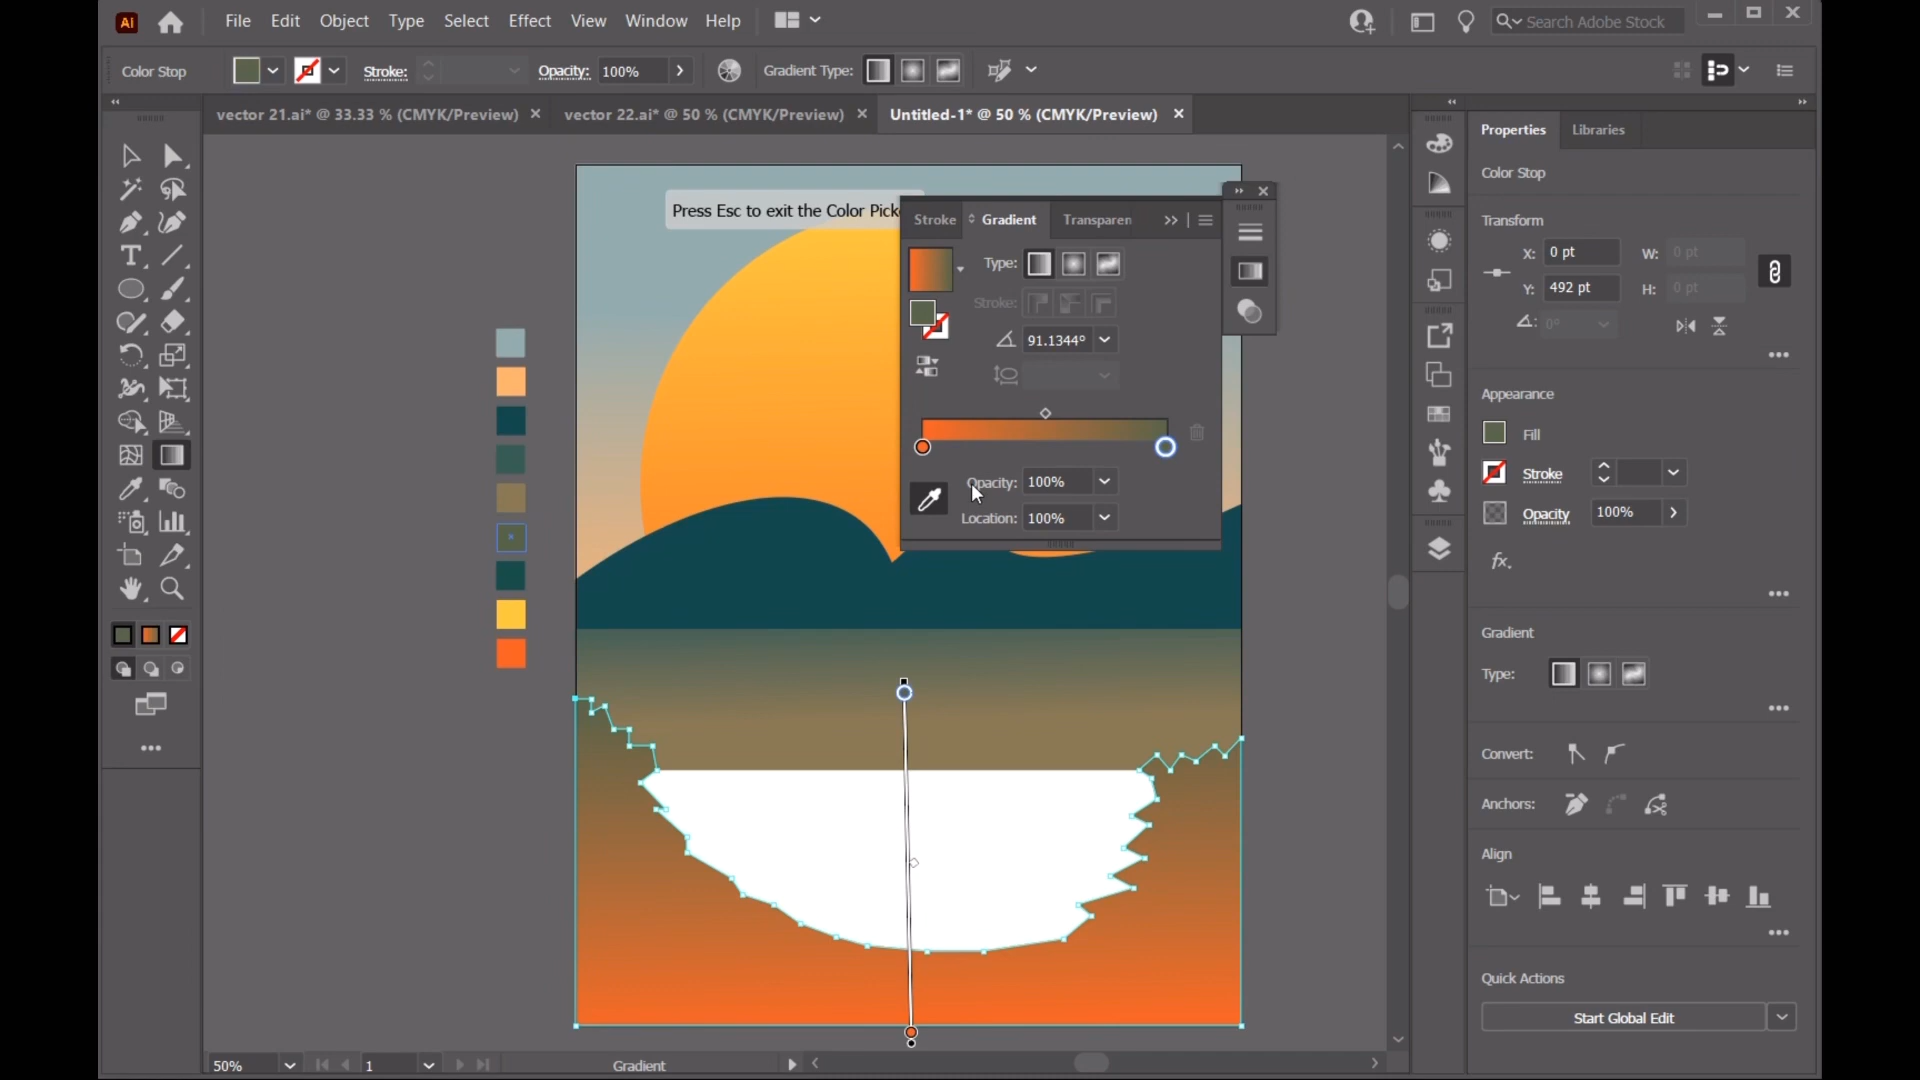 Ai File Edit Object Type Select Effect View Window Help Search Adobe Stock
Color Stop Stroke: Opacity: 100% Gradient Type:
vector 21.ai* @ 33.33 % (CMYK/Preview) vector 22.ai* @ 50 % (CMYK/Preview) Untitled-1* @ 50 % (CMYK/Preview)
Press Esc to exit the Color Picke
Stroke Gradient Transparen
Type:
Stroke:
91.1344°
Opacity: 100%
Location: 100%
Properties Libraries
Color Stop
Transform
X: 0 pt W: 0 pt
Y: 492 pt H: 0 pt
0°
Appearance
Fill
Stroke
Opacity 100%
fx.
Gradient
Type:
Convert:
Anchors:
Align
Quick Actions
Start Global Edit
50% 1 Gradient